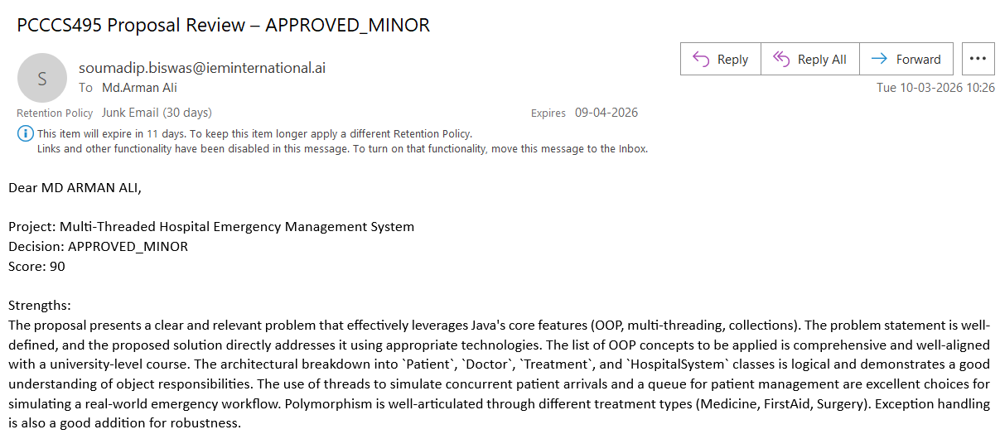 PCCCS495 Proposal Review – APPROVED_MINOR
S
soumadip.biswas@ieminternational.ai
To Md.Arman Ali
Reply
Reply All
Forward
Tue 10-03-2026 10:26
Retention Policy Junk Email (30 days)
Expires 09-04-2026
This item will expire in 11 days. To keep this item longer apply a different Retention Policy.
Links and other functionality have been disabled in this message. To turn on that functionality, move this message to the Inbox.
Dear MD ARMAN ALI,
Project: Multi-Threaded Hospital Emergency Management System
Decision: APPROVED_MINOR
Score: 90
Strengths:
The proposal presents a clear and relevant problem that effectively leverages Java's core features (OOP, multi-threading, collections). The problem statement is well-
defined, and the proposed solution directly addresses it using appropriate technologies. The list of OOP concepts to be applied is comprehensive and well-aligned
with a university-level course. The architectural breakdown into `Patient`, `Doctor`, `Treatment`, and `HospitalSystem` classes is logical and demonstrates a good
understanding of object responsibilities. The use of threads to simulate concurrent patient arrivals and a queue for patient management are excellent choices for
simulating a real-world emergency workflow. Polymorphism is well-articulated through different treatment types (Medicine, FirstAid, Surgery). Exception handling
is also a good addition for robustness.